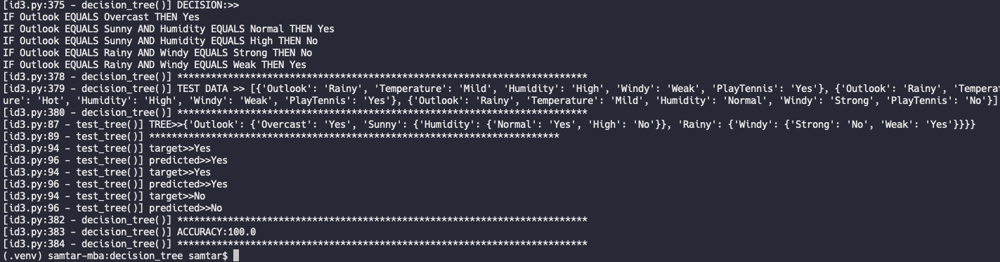 [id3.py:375 - decision_tree()] DECISION:>>
IF Outlook EQUALS Overcast THEN Yes
IF Outlook EQUALS Sunny AND Humidity EQUALS Normal THEN Yes
IF Outlook EQUALS Sunny AND Humidity EQUALS High THEN No
IF Outlook EQUALS Rainy AND Windy EQUALS Strong THEN No
IF Outlook EQUALS Rainy AND Windy EQUALS Weak THEN Yes
[id3.py:378 - decision_tree()] *************************************************************************
[id3.py:379 - decision_tree()] TEST DATA >> [{'Outlook': 'Rainy', 'Temperature': 'Mild', 'Humidity': 'High', 'Windy': 'Weak', 'PlayTennis': 'Yes'}, {'Outlook': 'Rainy', 'Temperat
ure': 'Hot', 'Humidity': 'High', 'Windy': 'Weak', 'PlayTennis': 'Yes'}, {'Outlook': 'Rainy', 'Temperature': 'Mild', 'Humidity': 'Normal', 'Windy': 'Strong', 'PlayTennis': 'No'}]
[id3.py:380 - decision_tree()] *************************************************************************
[id3.py:87 - test_tree()] TREE>>{'Outlook': {'Overcast': 'Yes', 'Sunny': {'Humidity': {'Normal': 'Yes', 'High': 'No'}}, 'Rainy': {'Windy': {'Strong': 'No', 'Weak': 'Yes'}}}}
[id3.py:89 - test_tree()] *************************************************************************
[id3.py:94 - test_tree()] target>>Yes
[id3.py:96 - test_tree()] predicted>>Yes
[id3.py:94 - test_tree()] target>>Yes
[id3.py:96 - test_tree()] predicted>>Yes
[id3.py:94 - test_tree()] target>>No
[id3.py:96 - test_tree()] predicted>>No
[id3.py:382 - decision_tree()] *************************************************************************
[id3.py:383 - decision_tree()] ACCURACY:100.0
[id3.py:384 - decision_tree()] *************************************************************************
(.venv) samtar-mba:decision_tree samtar$